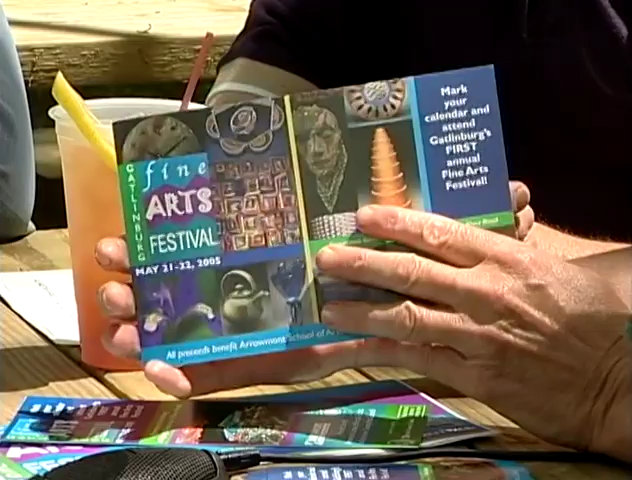 GATLINBURG
fine
ARTS
FESTIVAL
MAY 21-22, 2005
All proceeds benefit Arrowmont School of
Mark
your
calendar and
attend
Gatlinburg's
FIRST
annual
Fine Arts
Festival!
Road